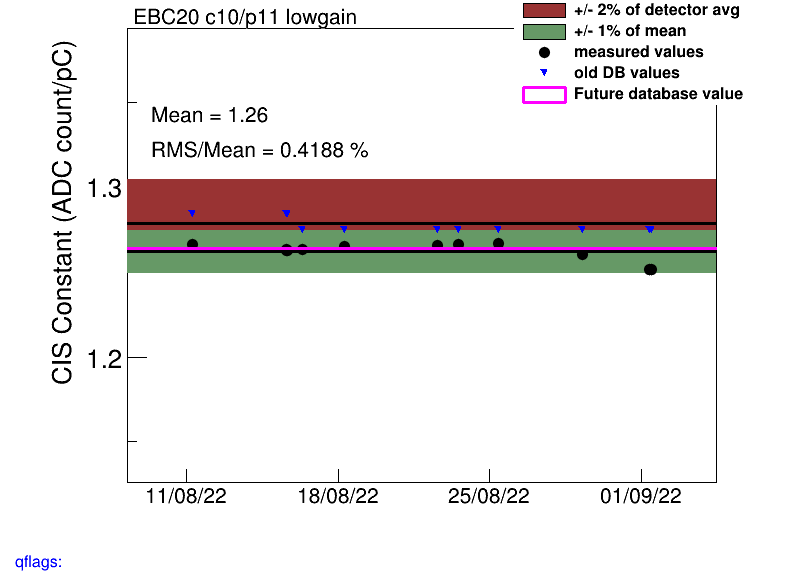 EBC20 c10/p11 lowgain
+/- 2% of detector avg
+/- 1% of mean
measured values
old DB values
Future database value
Mean = 1.26
RMS/Mean = 0.4188 %
CIS Constant (ADC count/pC)
1.3
1.2
11/08/22
18/08/22
25/08/22
01/09/22
qflags: